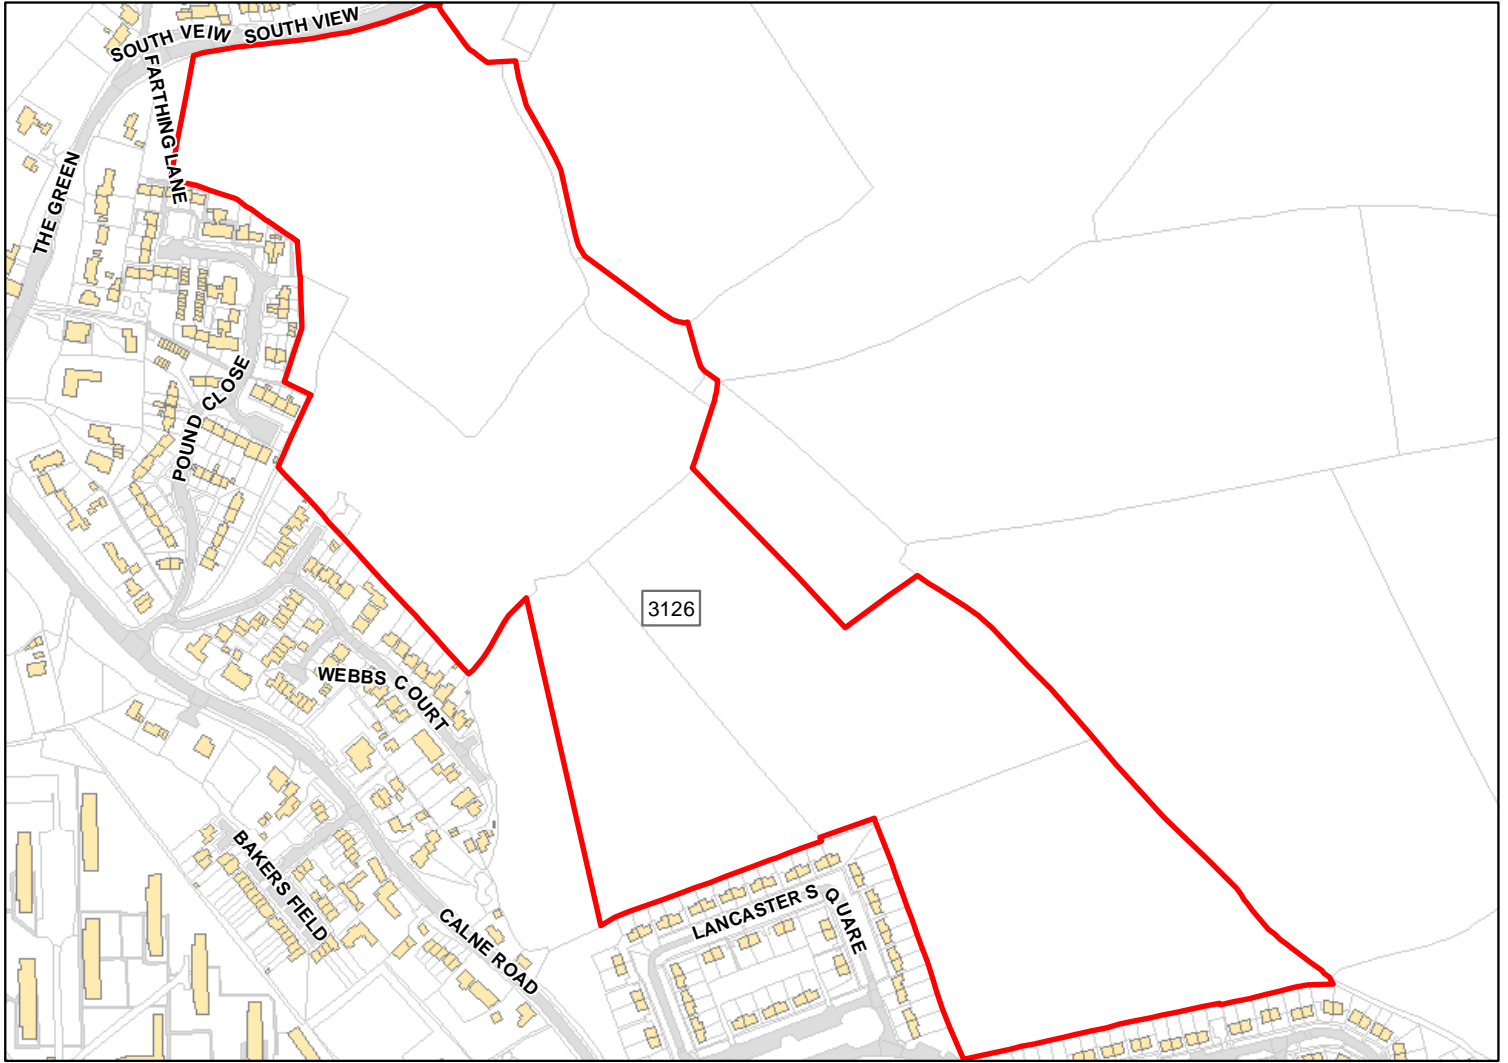 SOUTH VEIW
SOUTH VIEW
FARTHING LANE
THE GREEN
POUND CLOSE
3126
WEBBS COURT
BAKERS FIELD
CALNE ROAD
LANCASTER SQUARE